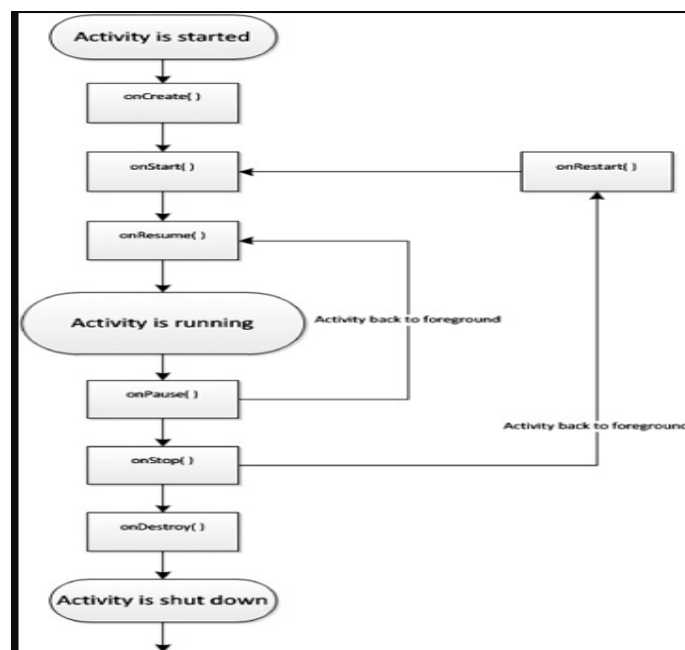 Activity is started
onCreate( )
onStart( )
onRestart( )
onResume( )
Activity is running
Activity back to foreground
onPause( )
Activity back to foreground
onStop( )
onDestroy( )
Activity is shut down